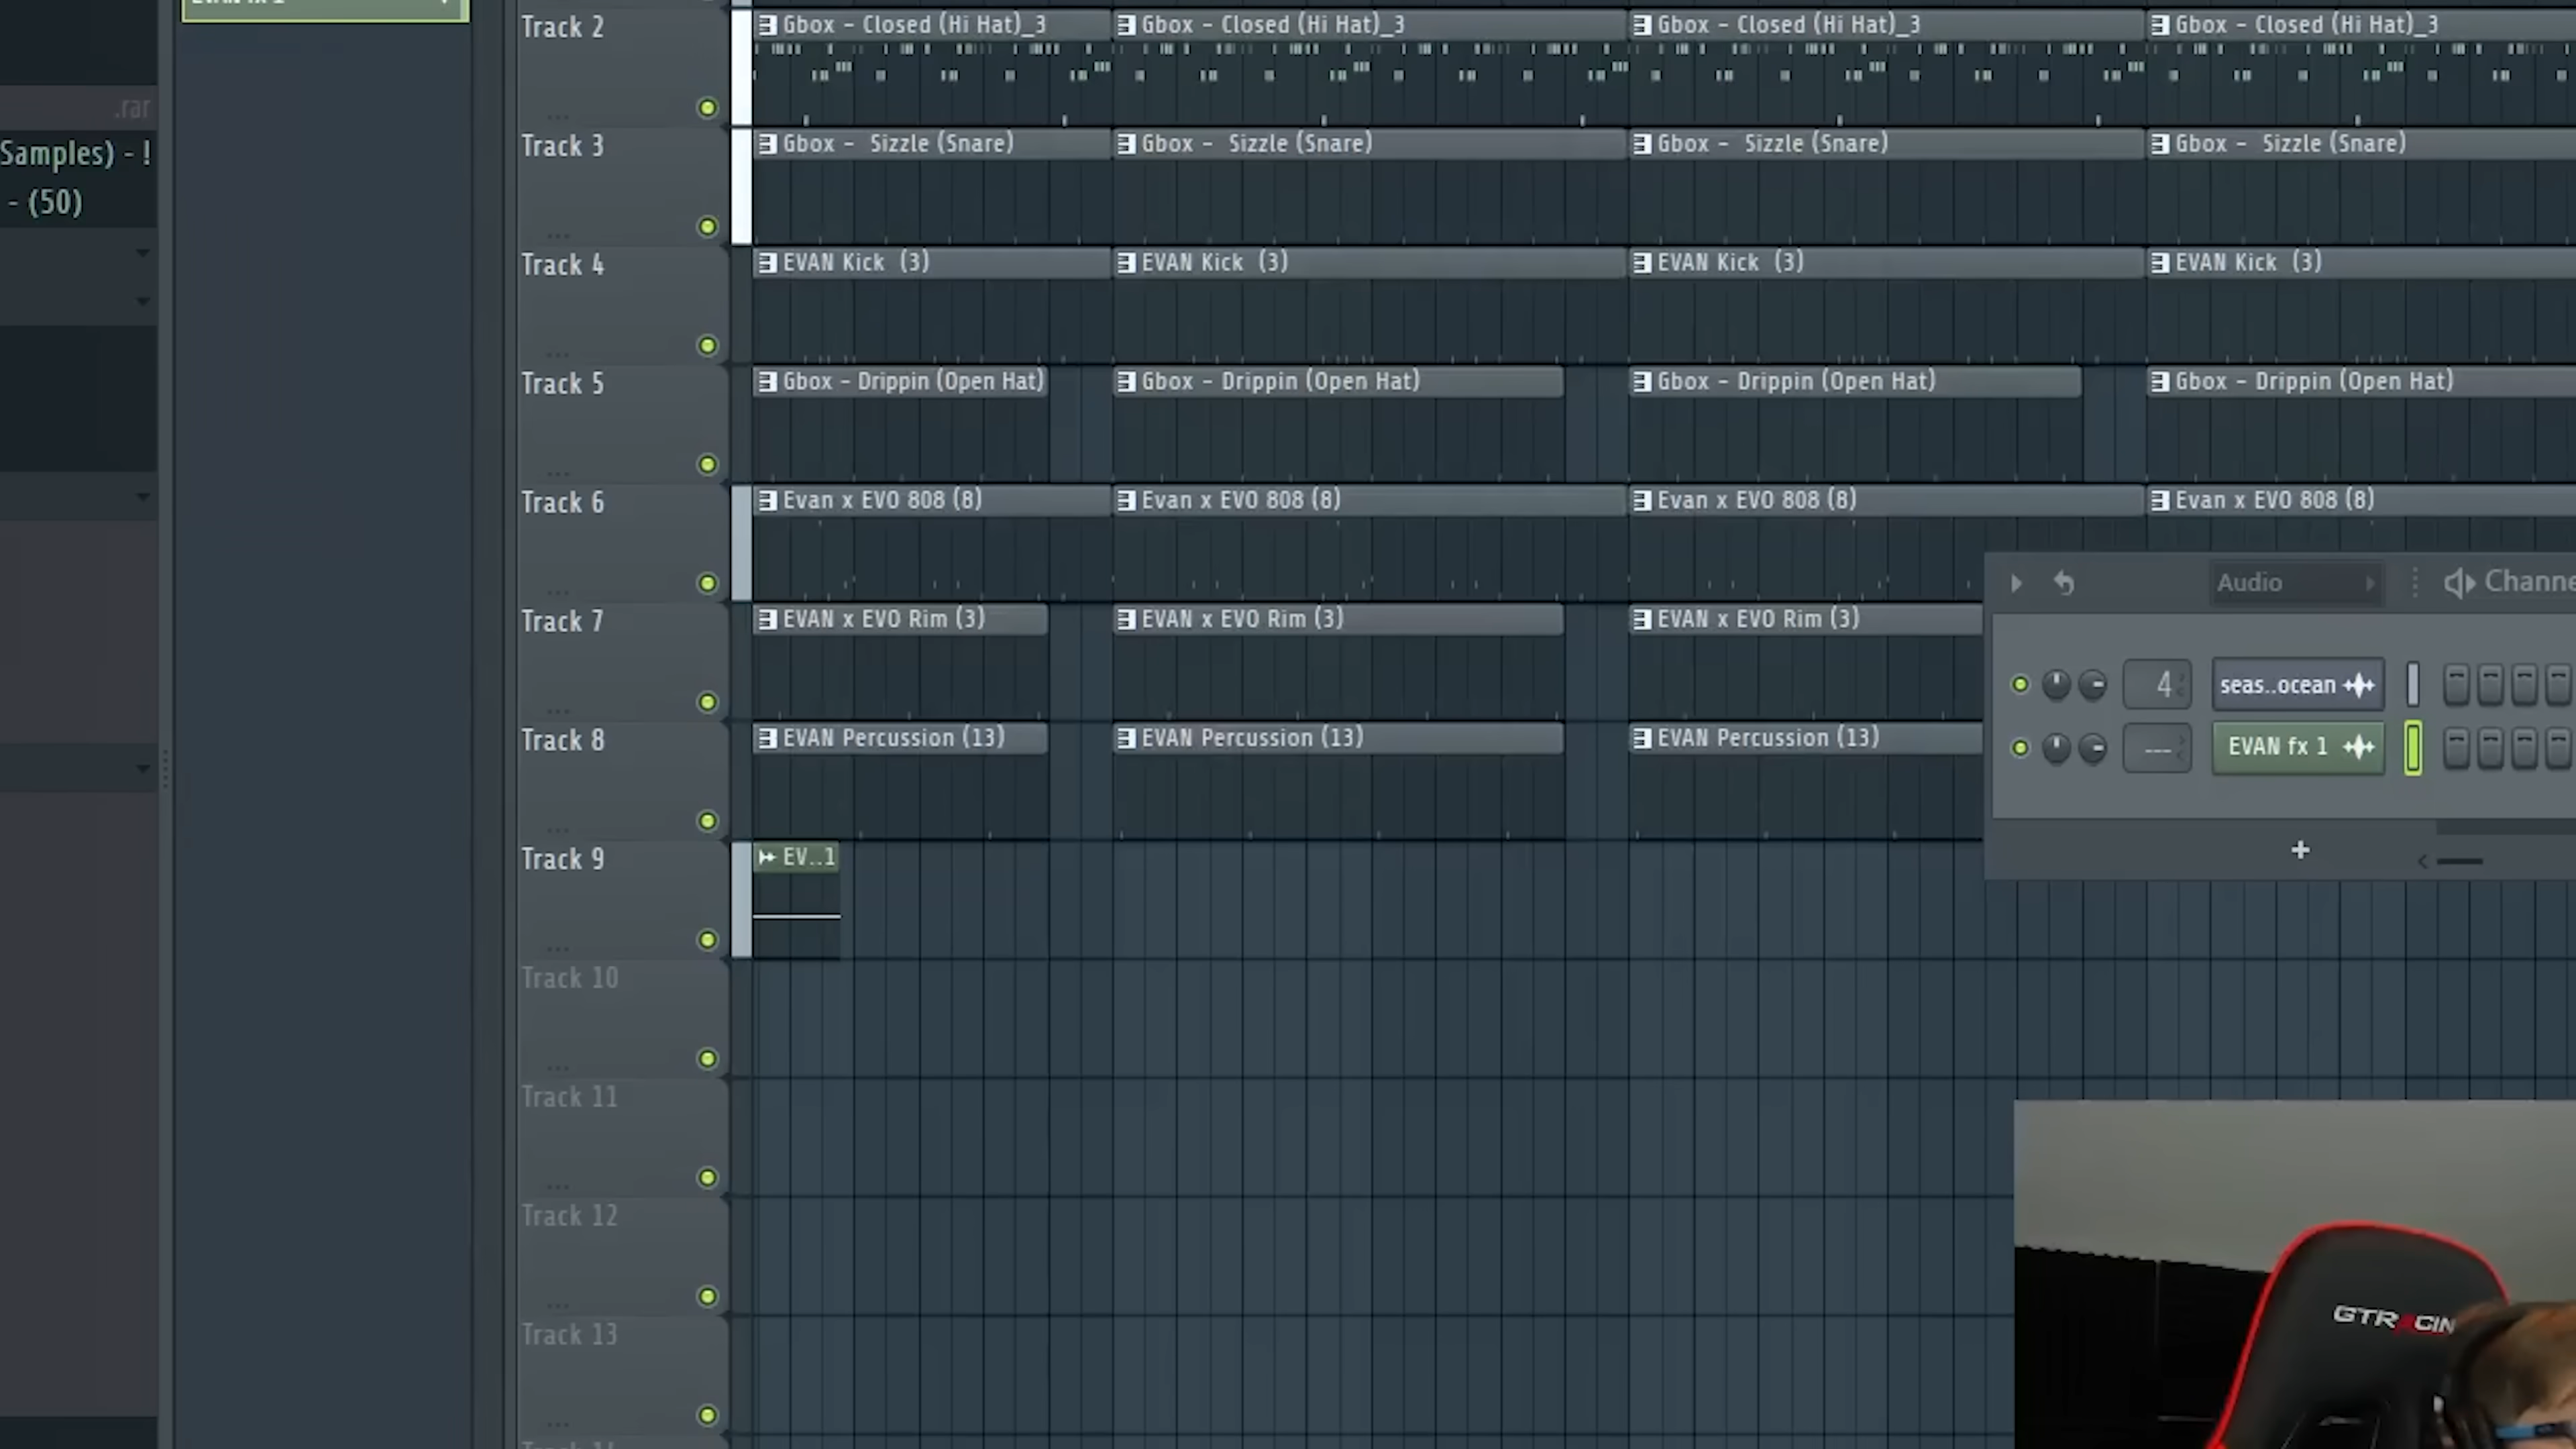 Track 2
Gbox - Closed (Hi Hat)_3
Gbox - Closed (Hi Hat)_3
Gbox - Closed (Hi Hat)_3
Gbox - Closed (Hi Hat)_3
.rar
Samples) - !
- (50)
Track 3
Gbox - Sizzle (Snare)
Gbox - Sizzle (Snare)
Gbox - Sizzle (Snare)
Gbox - Sizzle (Snare)
Track 4
EVAN Kick (3)
EVAN Kick (3)
EVAN Kick (3)
EVAN Kick (3)
Track 5
Gbox - Drippin (Open Hat)
Gbox - Drippin (Open Hat)
Gbox - Drippin (Open Hat)
Gbox - Drippin (Open Hat)
Track 6
Evan x EVO 808 (8)
Evan x EVO 808 (8)
Evan x EVO 808 (8)
Evan x EVO 808 (8)
Track 7
EVAN x EVO Rim (3)
EVAN x EVO Rim (3)
EVAN x EVO Rim (3)
Track 8
EVAN Percussion (13)
EVAN Percussion (13)
EVAN Percussion (13)
Track 9
EV..1
Track 10
Track 11
Track 12
Track 13
Audio
Channe
4
seas..ocean
---
EVAN fx 1
+
GTRACIN